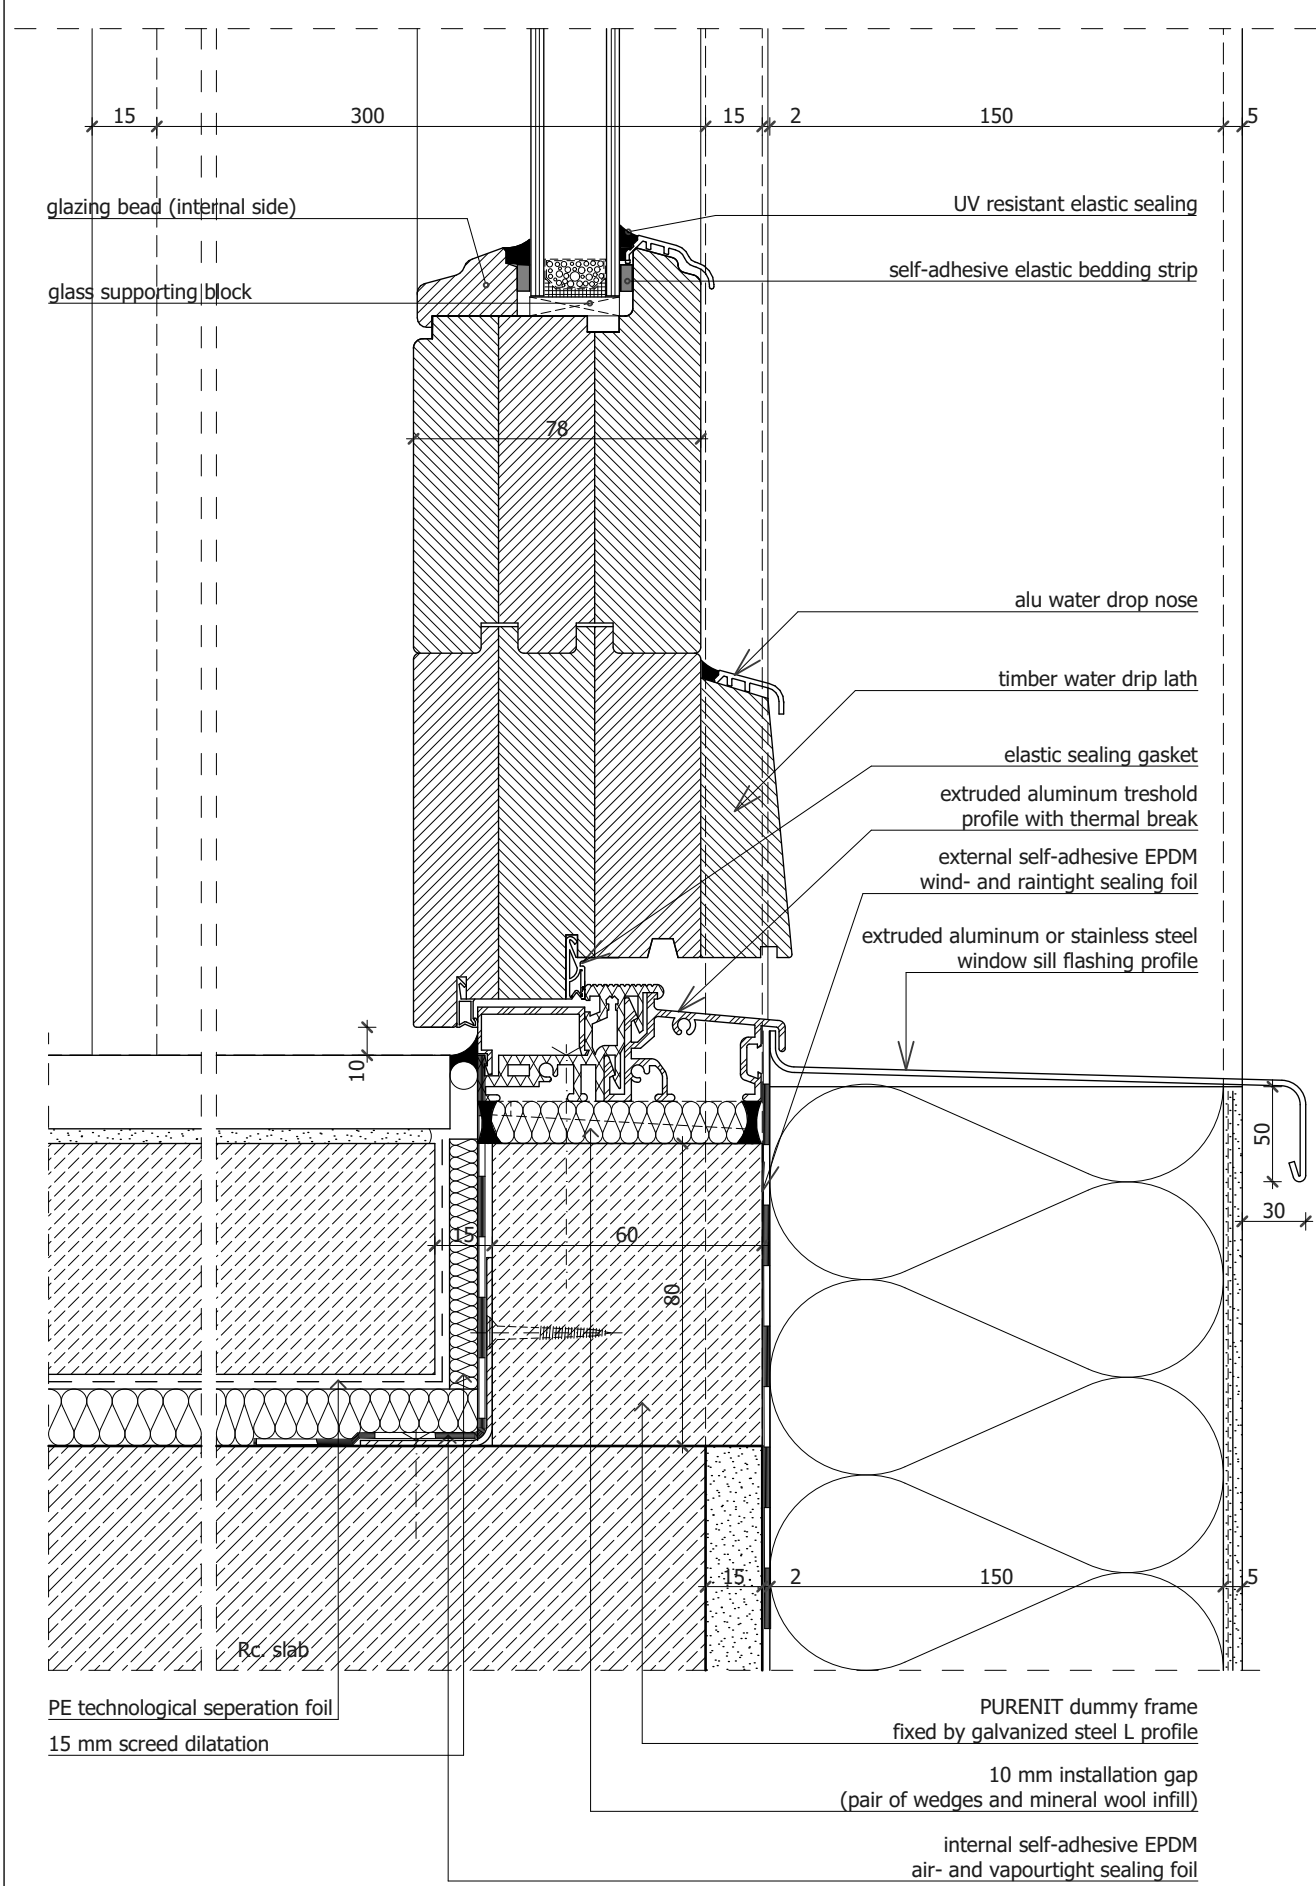 15 300 15 2 150 5
glazing bead (internal side)
UV resistant elastic sealing
self-adhesive elastic bedding strip
glass supporting block
78
alu water drop nose
timber water drip lath
elastic sealing gasket
extruded aluminum treshold
profile with thermal break
external self-adhesive EPDM
wind- and raintight sealing foil
extruded aluminum or stainless steel
window sill flashing profile
10
50
30
15 60
80
15 2 150 5
Rc. slab
PE technological seperation foil
15 mm screed dilatation
PURENIT dummy frame
fixed by galvanized steel L profile
10 mm installation gap
(pair of wedges and mineral wool infill)
internal self-adhesive EPDM
air- and vapourtight sealing foil